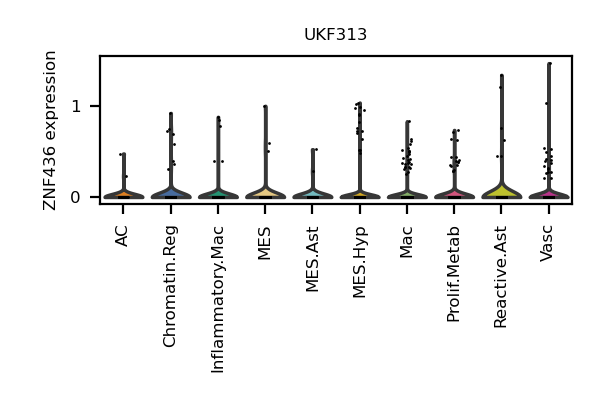 UKF313
ZNF436 expression
1
0
AC
Chromatin.Reg
Inflammatory.Mac
MES
MES.Ast
MES.Hyp
Mac
Prolif.Metab
Reactive.Ast
Vasc